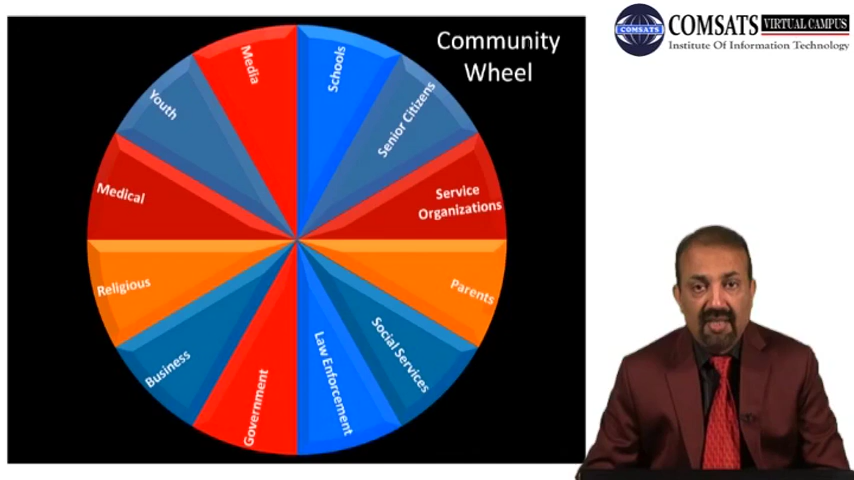 Community
Wheel
Schools
Senior Citizens
Service
Organizations
Parents
Social Services
Law Enforcement
Government
Business
Religious
Medical
Youth
Media
COMSATS
COMSATS VIRTUAL CAMPUS
Institute Of Information Technology